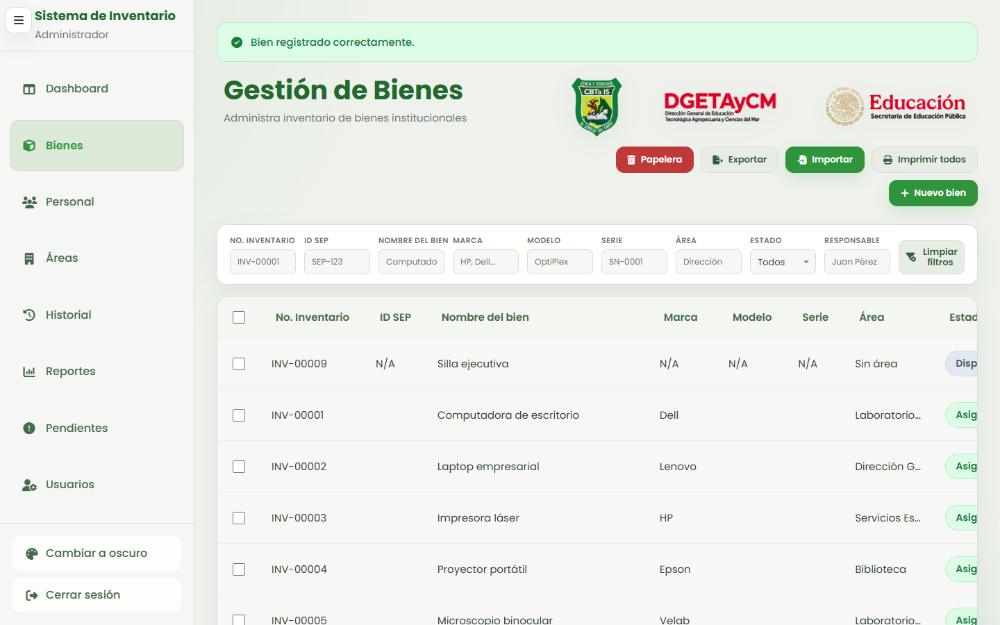 Sistema de Inventario
Administrador
Dashboard
Bienes
Personal
Áreas
Historial
Reportes
Pendientes
Usuarios
Cambiar a oscuro
Cerrar sesión
Bien registrado correctamente.
Gestión de Bienes
Administra inventario de bienes institucionales
CIENCIA Y TECNOLOGÍA
CBTa 15
AL SERVICIO DEL CAMPO
DGETAyCM
Dirección General de Educación
Tecnológica Agropecuaria y Ciencias del Mar
Educación
Secretaría de Educación Pública
Papelera
Exportar
Importar
Imprimir todos
Nuevo bien
NO. INVENTARIO ID SEP NOMBRE DEL BIEN MARCA MODELO SERIE ÁREA ESTADO RESPONSABLE
INV-00001 SEP-123 Computado HP, Dell... OptiPlex SN-0001 Dirección Todos Juan Pérez
Limpiar
filtros
No. Inventario ID SEP Nombre del bien Marca Modelo Serie Área Estad
INV-00009 N/A Silla ejecutiva N/A N/A N/A Sin área Disp
INV-00001 Computadora de escritorio Dell Laboratorio... Asig
INV-00002 Laptop empresarial Lenovo Dirección G... Asig
INV-00003 Impresora láser HP Servicios Es... Asig
INV-00004 Proyector portátil Epson Biblioteca Asig
INV-00005 Microscopio binocular Velab Laboratorio... Asig